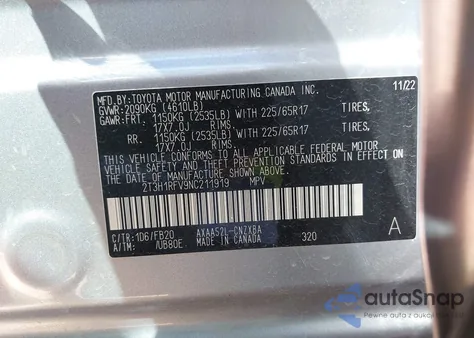 MFD.BY:TOYOTA MOTOR MANUFACTURING CANADA INC. 11/22
GVWR:2090KG (4610LB)
GAWR:FRT. 1150KG (2535LB) WITH 225/65R17 TIRES,
17X7.0J RIMS.
RR. 1150KG (2535LB) WITH 225/65R17 TIRES,
17X7.0J RIMS.
THIS VEHICLE CONFORMS TO ALL APPLICABLE FEDERAL MOTOR
VEHICLE SAFETY AND THEFT PREVENTION STANDARDS IN
EFFECT ON THE DATE OF MANUFACTURE SHOWN ABOVE.
2T3H1RFV9NC211919 MPV
C/TR:1D6/FB20 AXAA52L-CNZXBA A
A/TM: /UB80E MADE IN CANADA 320
autoSnap
Pewne auta z aukcji